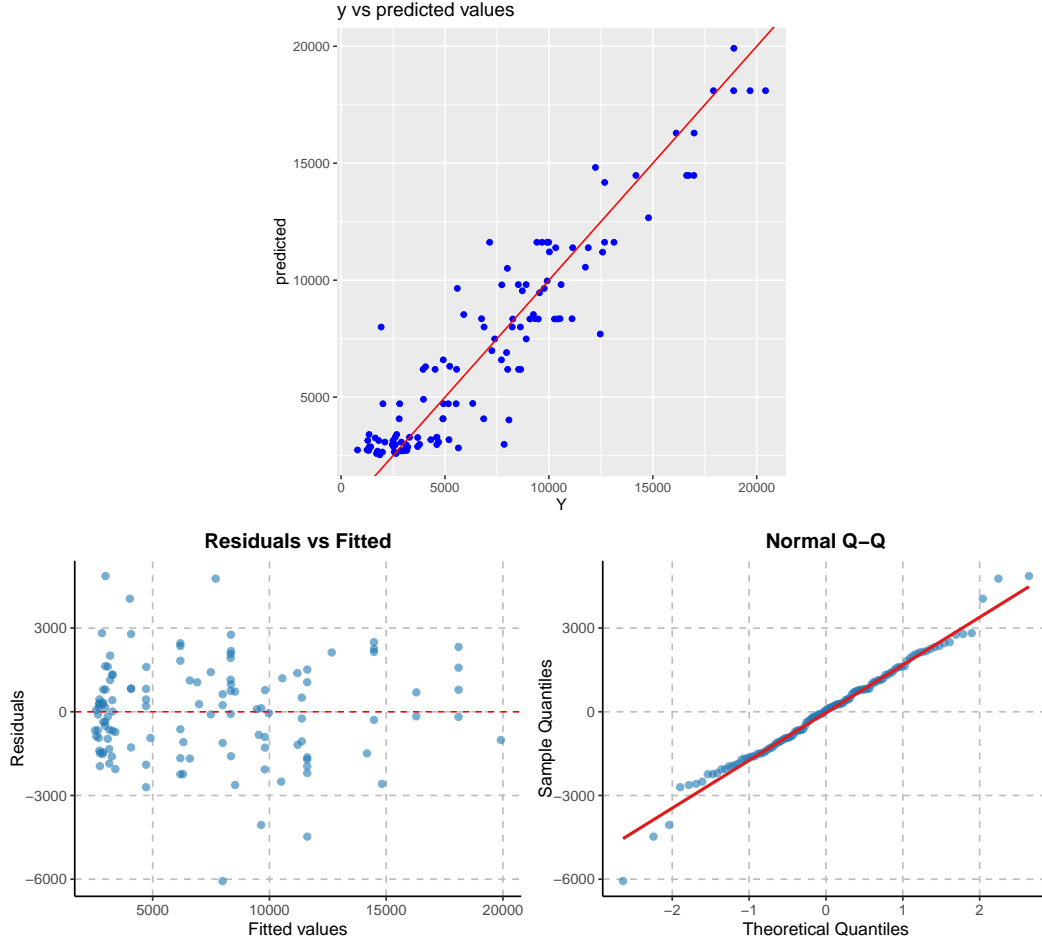 y vs predicted values
20000
15000
10000
5000
predicted
0 5000 10000 15000 20000
Y
Residuals vs Fitted
3000
0
−3000
−6000
Residuals
5000 10000 15000 20000
Fitted values
Normal Q−Q
3000
0
−3000
−6000
Sample Quantiles
−2 −1 0 1 2
Theoretical Quantiles